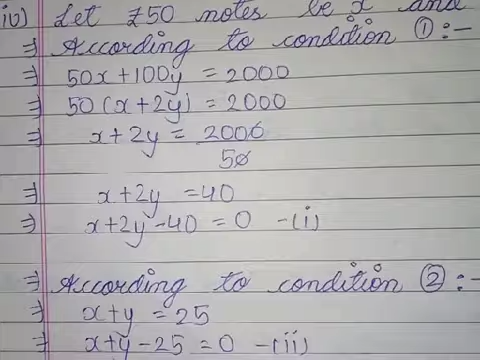 iv) Let ₹50 notes be x and
⇒ According to condition ① :-
⇒ 50x + 100y = 2000
⇒ 50 (x + 2y) = 2000
⇒ x + 2y = 2000
50
⇒ x + 2y = 40
⇒ x + 2y - 40 = 0 - (i)
⇒ According to condition ② :-
⇒ x + y = 25
⇒ x + y - 25 = 0 - (ii)